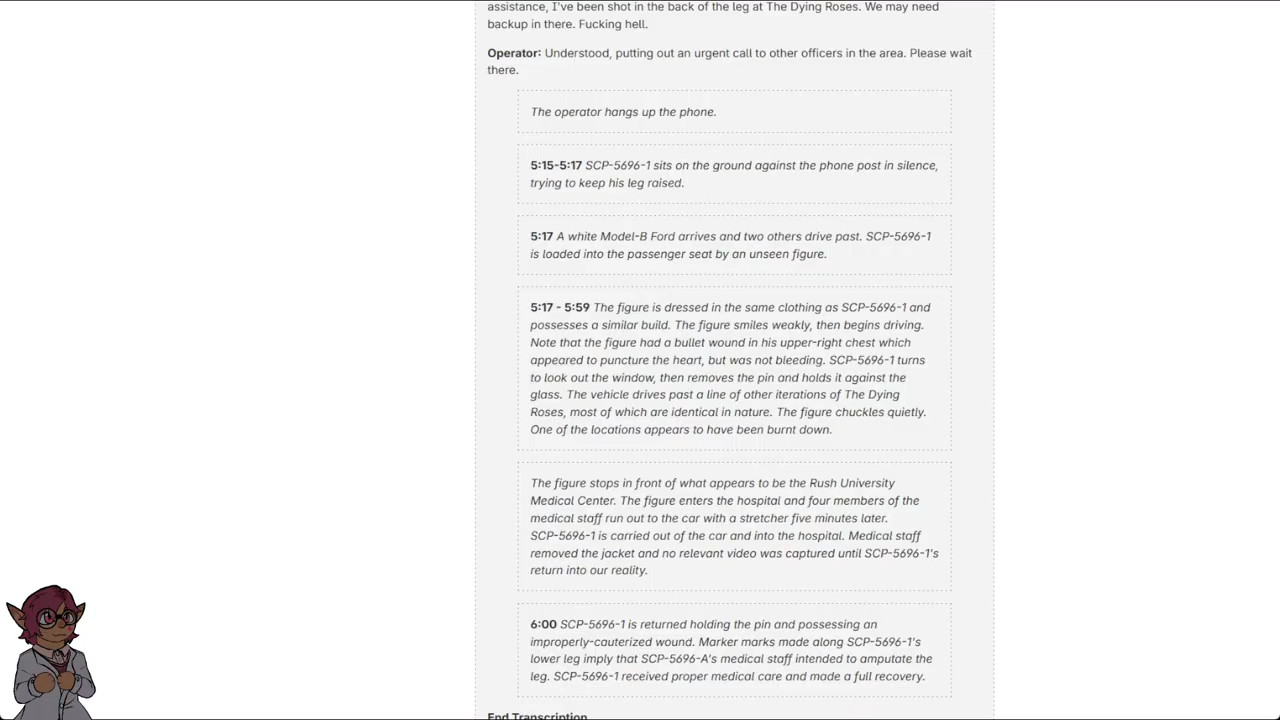 assistance, I've been shot in the back of the leg at The Dying Roses. We may need
backup in there. Fucking hell.
Operator: Understood, putting out an urgent call to other officers in the area. Please wait
there.
The operator hangs up the phone.
5:15-5:17 SCP-5696-1 sits on the ground against the phone post in silence,
trying to keep his leg raised.
5:17 A white Model-B Ford arrives and two others drive past. SCP-5696-1
is loaded into the passenger seat by an unseen figure.
5:17 - 5:59 The figure is dressed in the same clothing as SCP-5696-1 and
possesses a similar build. The figure smiles weakly, then begins driving.
Note that the figure had a bullet wound in his upper-right chest which
appeared to puncture the heart, but was not bleeding. SCP-5696-1 turns
to look out the window, then removes the pin and holds it against the
glass. The vehicle drives past a line of other iterations of The Dying
Roses, most of which are identical in nature. The figure chuckles quietly.
One of the locations appears to have been burnt down.
The figure stops in front of what appears to be the Rush University
Medical Center. The figure enters the hospital and four members of the
medical staff run out to the car with a stretcher five minutes later.
SCP-5696-1 is carried out of the car and into the hospital. Medical staff
removed the jacket and no relevant video was captured until SCP-5696-1's
return into our reality.
6:00 SCP-5696-1 is returned holding the pin and possessing an
improperly-cauterized wound. Marker marks made along SCP-5696-1's
lower leg imply that SCP-5696-A's medical staff intended to amputate the
leg. SCP-5696-1 received proper medical care and made a full recovery.
End Transcription